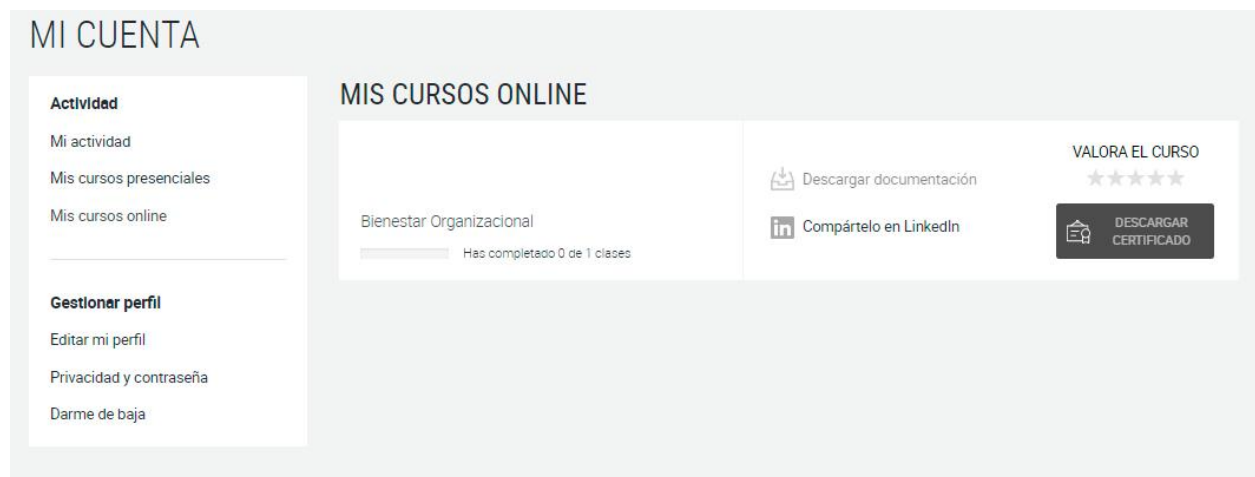 MI CUENTA
Actividad
Mi actividad
Mis cursos presenciales
Mis cursos online
Gestionar perfil
Editar mi perfil
Privacidad y contraseña
Darme de baja
MIS CURSOS ONLINE
Bienestar Organizacional
Has completado 0 de 1 clases
Descargar documentación
in Compártelo en LinkedIn
VALORA EL CURSO
DESCARGAR
CERTIFICADO